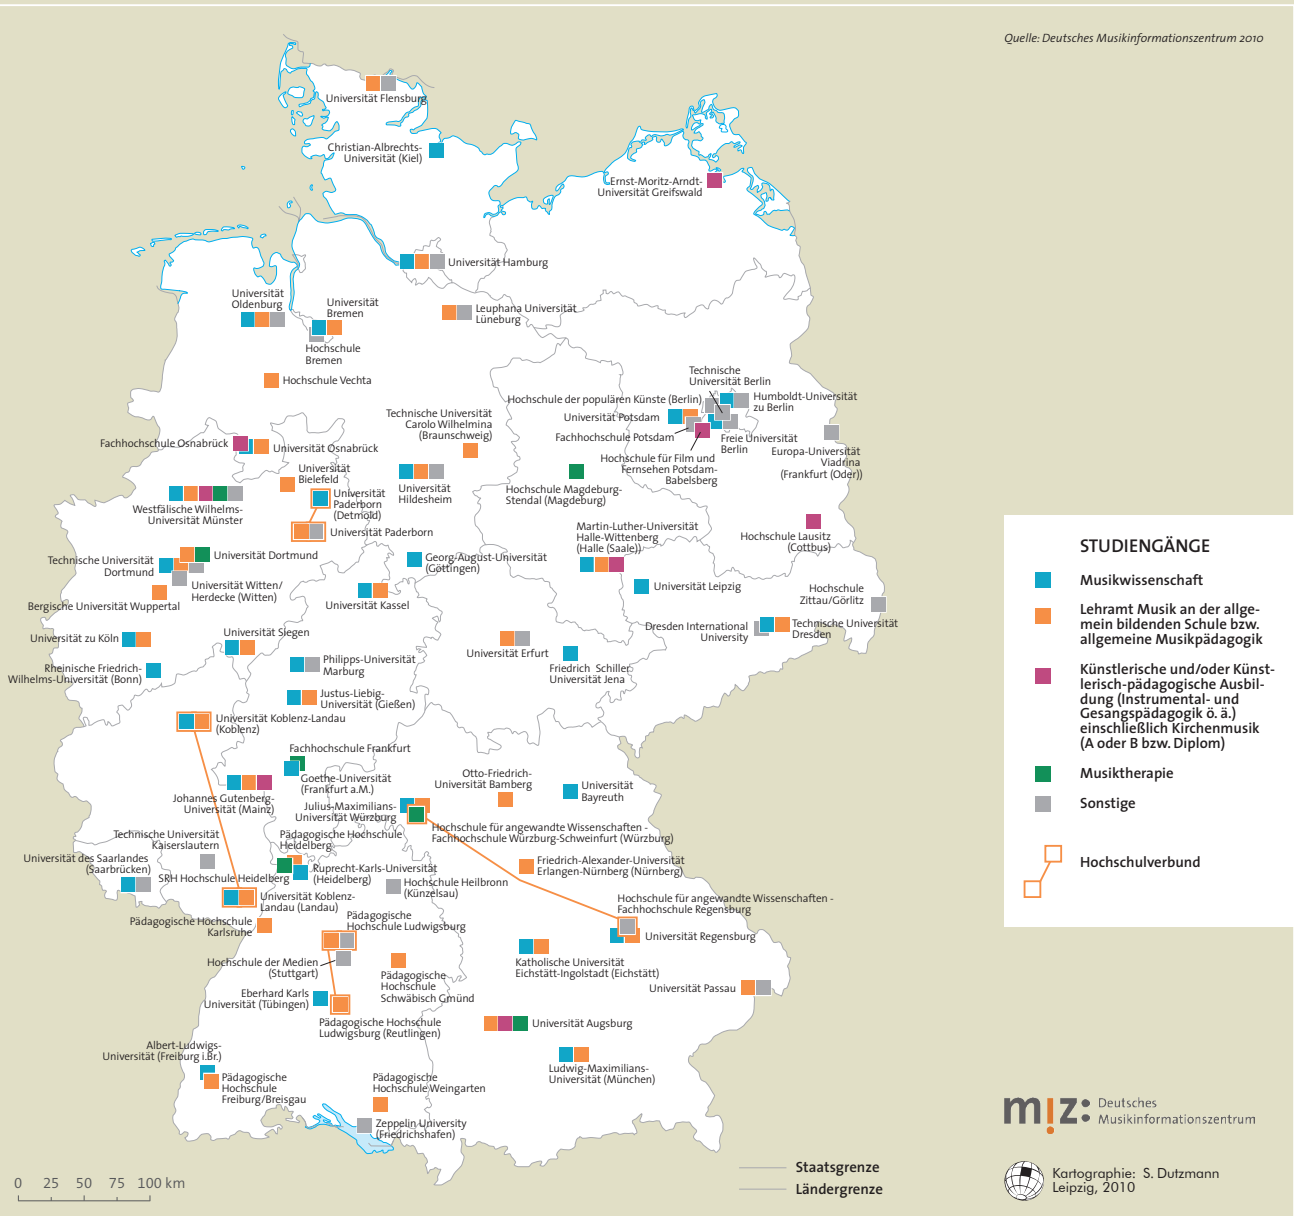 Quelle: Deutsches Musikinformationszentrum 2010
Universität Flensburg
Christian-Albrechts-
Universität (Kiel)
Ernst-Moritz-Arndt-
Universität Greifswald
Universität Hamburg
Universität
Oldenburg
Universität
Bremen
Leuphana Universität
Lüneburg
Hochschule
Bremen
Hochschule Vechta
Technische
Universität Berlin
Hochschule der populären Künste (Berlin)
Humboldt-Universität
zu Berlin
Universität Potsdam
Technische Universität
Carolo Wilhelmina
(Braunschweig)
Fachhochschule Potsdam
Freie Universität
Berlin
Fachhochschule Osnabrück
Universität Osnabrück
Europa-Universität
Viadrina
(Frankfurt (Oder))
Hochschule für Film und
Fernsehen Potsdam-
Babelsberg
Universität
Bielefeld
Universität
Hildesheim
Hochschule Magdeburg-
Stendal (Magdeburg)
Universität
Paderborn
(Detmold)
Westfälische Wilhelms-
Universität Münster
Universität Paderborn
Martin-Luther-Universität
Halle-Wittenberg
(Halle (Saale))
Hochschule Lausitz
(Cottbus)
Technische Universität
Dortmund
Universität Dortmund
Georg-August-Universität
(Göttingen)
Universität Witten/
Herdecke (Witten)
Universität Leipzig
Hochschule
Zittau/Görlitz
Bergische Universität Wuppertal
Universität Kassel
Dresden International
University
Technische Universität
Dresden
Universität zu Köln
Universität Siegen
Universität Erfurt
Rheinische Friedrich-
Wilhelms-Universität (Bonn)
Philipps-Universität
Marburg
Friedrich Schiller
Universität Jena
Justus-Liebig-
Universität (Gießen)
Universität Koblenz-Landau
(Koblenz)
Fachhochschule Frankfurt
Goethe-Universität
(Frankfurt a.M.)
Otto-Friedrich-
Universität Bamberg
Universität
Bayreuth
Johannes Gutenberg-
Universität (Mainz)
Julius-Maximilians-
Universität Würzburg
Hochschule für angewandte Wissenschaften -
Fachhochschule Würzburg-Schweinfurt (Würzburg)
Technische Universität
Kaiserslautern
Pädagogische Hochschule
Heidelberg
Universität des Saarlandes
(Saarbrücken)
SRH Hochschule Heidelberg
Ruprecht-Karls-Universität
(Heidelberg)
Friedrich-Alexander-Universität
Erlangen-Nürnberg (Nürnberg)
Hochschule Heilbronn
(Künzelsau)
Universität Koblenz-
Landau (Landau)
Hochschule für angewandte Wissenschaften -
Fachhochschule Regensburg
Pädagogische Hochschule
Karlsruhe
Pädagogische
Hochschule Ludwigsburg
Universität Regensburg
Hochschule der Medien
(Stuttgart)
Katholische Universität
Eichstätt-Ingolstadt (Eichstätt)
Pädagogische
Hochschule
Schwäbisch Gmünd
Universität Passau
Eberhard Karls
Universität (Tübingen)
Pädagogische Hochschule
Ludwigsburg (Reutlingen)
Universität Augsburg
Albert-Ludwigs-
Universität (Freiburg i.Br.)
Ludwig-Maximilians-
Universität (München)
Pädagogische
Hochschule
Freiburg/Breisgau
Pädagogische
Hochschule Weingarten
Zeppelin University
(Friedrichshafen)
STUDIENGÄNGE
Musikwissenschaft
Lehramt Musik an der allge-
mein bildenden Schule bzw.
allgemeine Musikpädagogik
Künstlerische und/oder Künst-
lerisch-pädagogische Ausbil-
dung (Instrumental- und
Gesangspädagogik ö. ä.)
einschließlich Kirchenmusik
(A oder B bzw. Diplom)
Musiktherapie
Sonstige
Hochschulverbund
miz: Deutsches
Musikinformationszentrum
Staatsgrenze
Ländergrenze
Kartographie: S. Dutzmann
Leipzig, 2010
0 25 50 75 100 km